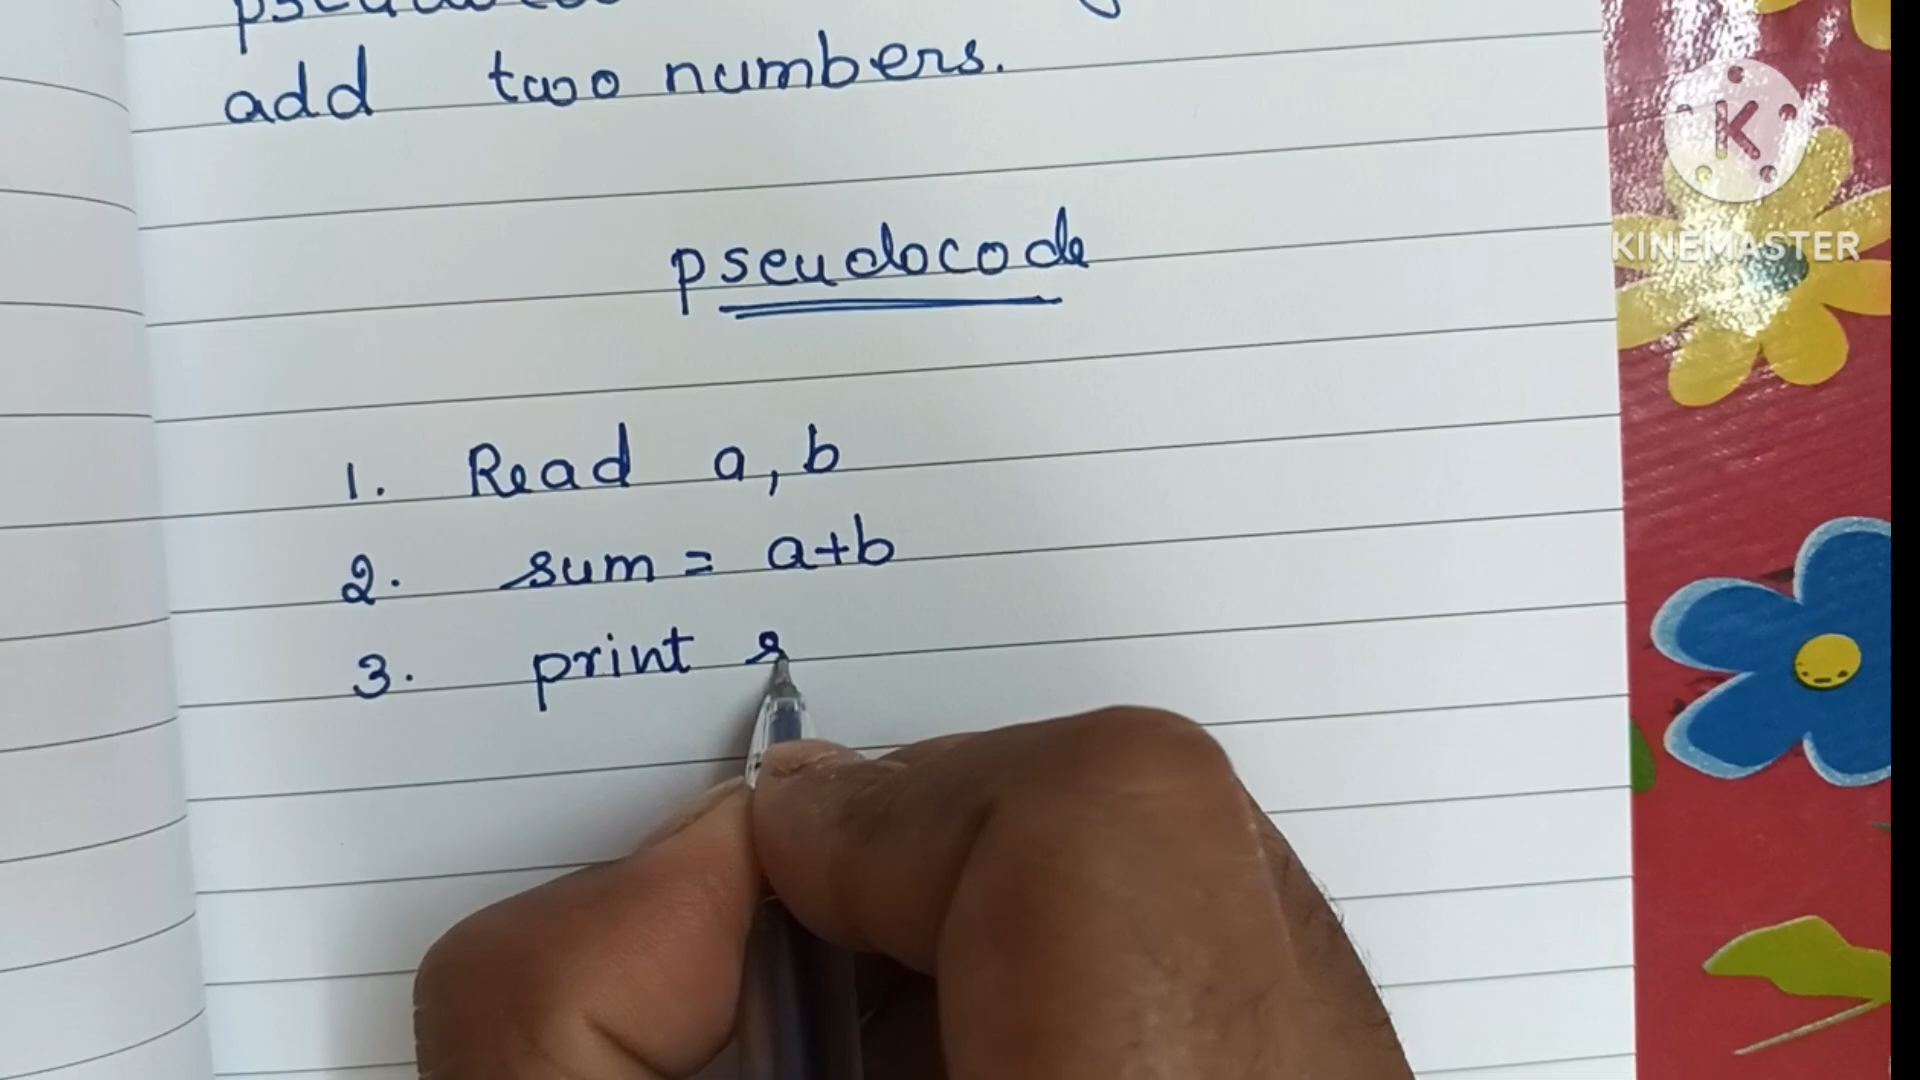 add two numbers.
pseudocode
1. Read a, b
2. sum = a+b
3. print s
K
KINEMASTER